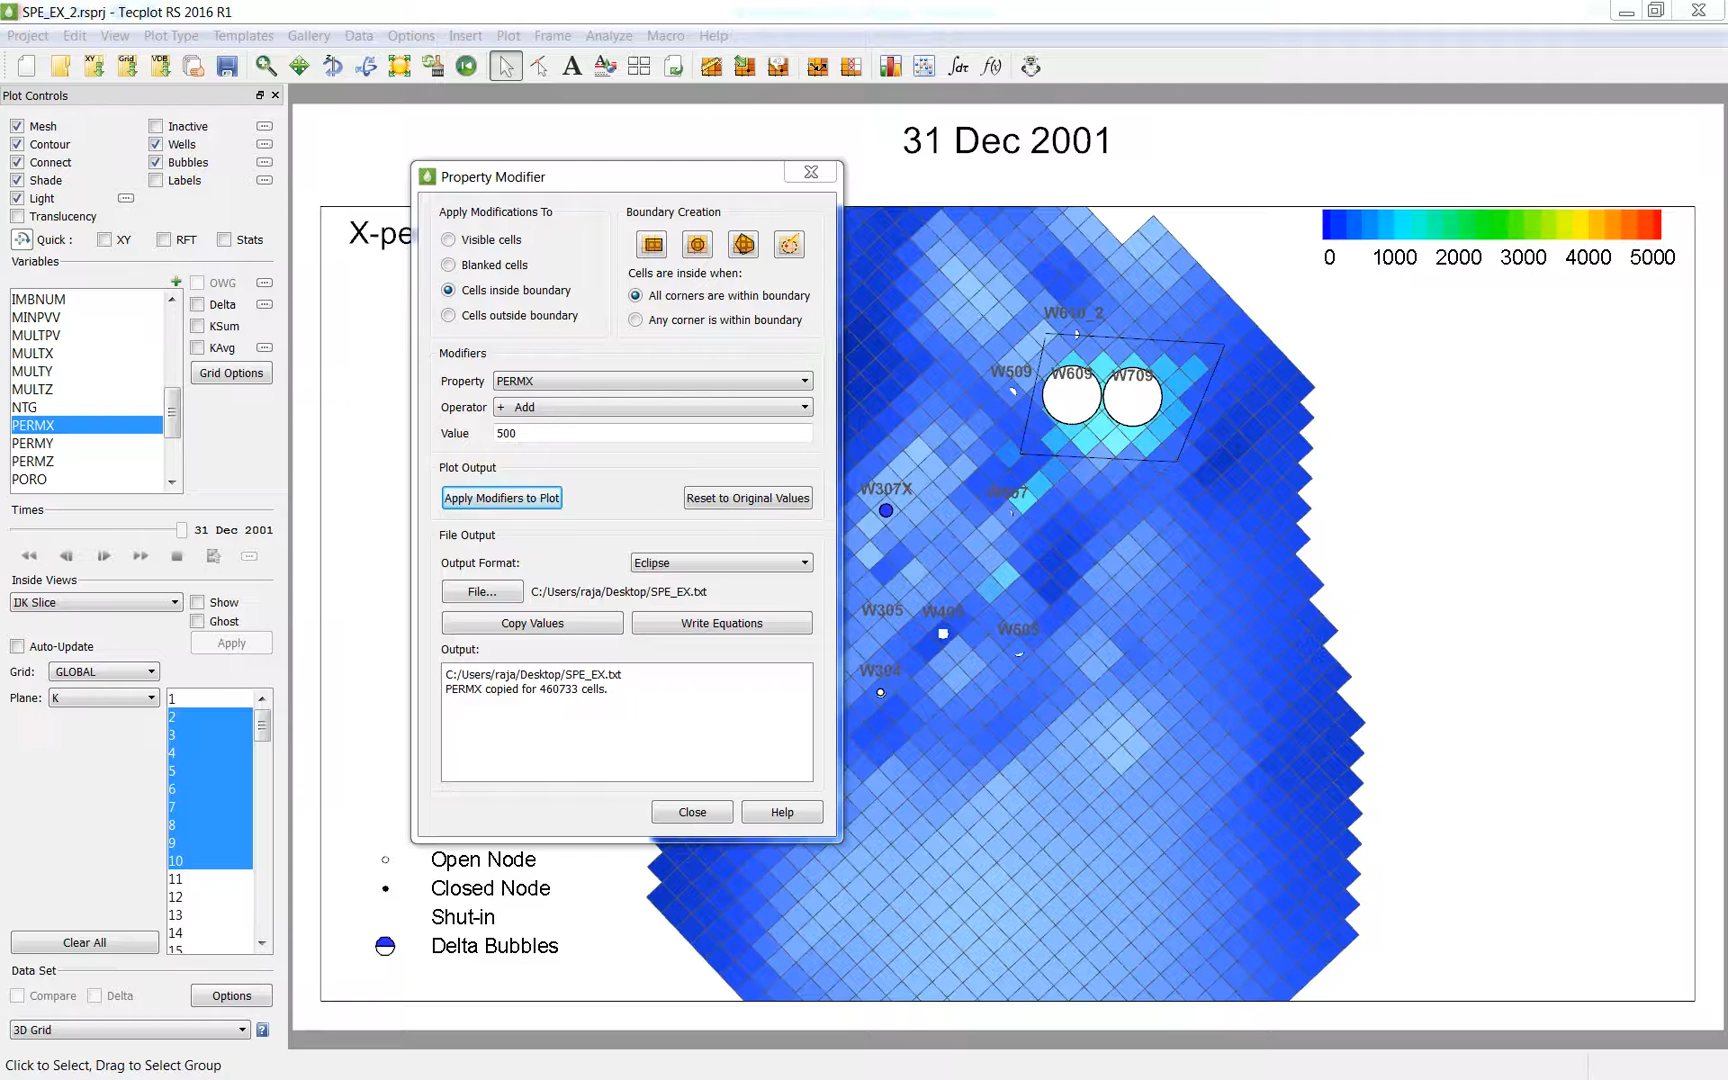 SPE_EX_2.rsprj - Tecplot RS 2016 R1
Project Edit View Plot Type Templates Gallery Data Options Insert Plot Frame Analyze Macro Help
Plot Controls
Mesh Inactive
Contour Wells
Connect Bubbles
Shade Labels
Light
Translucency
Quick : XY RFT Stats
Variables
OWG
IMBNUM
MINPVV
MULTPV
MULTX
MULTY
MULTZ
NTG
PERMX
PERMY
PERMZ
PORO
Delta
KSum
KAvg
Grid Options
Times
31 Dec 2001
Inside Views
IJK Slice Show
Ghost
Auto-Update Apply
Grid: GLOBAL
Plane: K
1
2
3
4
5
6
7
8
9
10
11
12
13
14
15
Clear All
Data Set
Compare Delta Options
3D Grid
Click to Select, Drag to Select Group
31 Dec 2001
X-pe
Property Modifier
Apply Modifications To
Visible cells
Blanked cells
Cells inside boundary
Cells outside boundary
Boundary Creation
Cells are inside when:
All corners are within boundary
Any corner is within boundary
Modifiers
Property PERMX
Operator + Add
Value 500
Plot Output
Apply Modifiers to Plot Reset to Original Values
File Output
Output Format: Eclipse
File... C:/Users/raja/Desktop/SPE_EX.txt
Copy Values Write Equations
Output:
C:/Users/raja/Desktop/SPE_EX.txt
PERMX copied for 460733 cells.
Close Help
0 1000 2000 3000 4000 5000
W610_2
W509 W609 W709
W307X W607
W305 W405 W505
W304
Open Node
Closed Node
Shut-in
Delta Bubbles